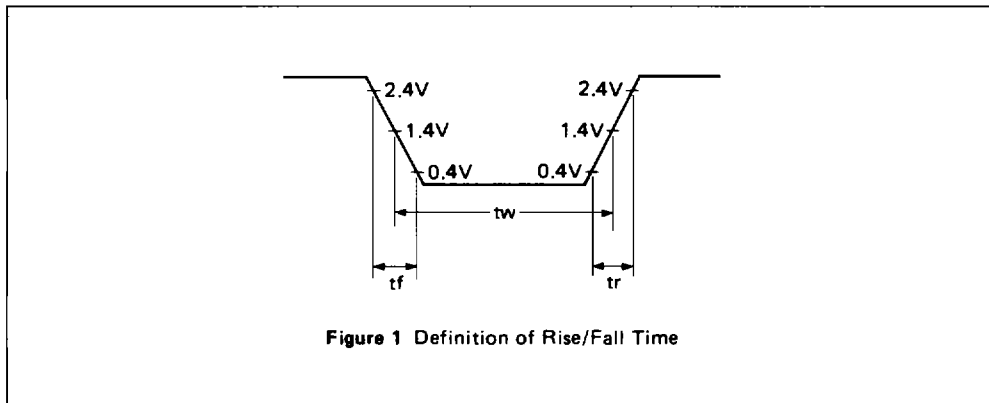 2.4V 2.4V
1.4V 1.4V
0.4V 0.4V
tw
tf tr
Figure 1 Definition of Rise/Fall Time